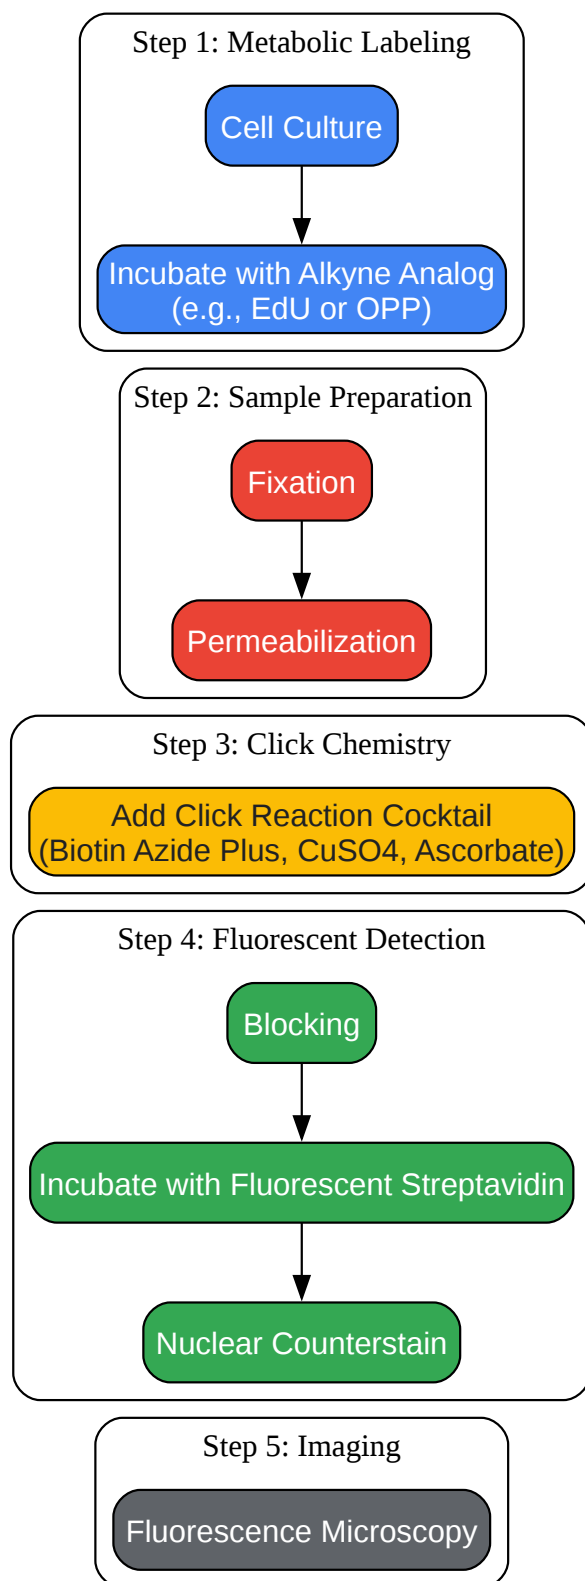 Step 1: Metabolic Labeling
Cell Culture
Incubate with Alkyne Analog
(e.g., EdU or OPP)
Step 2: Sample Preparation
Fixation
Permeabilization
Step 3: Click Chemistry
Add Click Reaction Cocktail
(Biotin Azide Plus, CuSO4, Ascorbate)
Step 4: Fluorescent Detection
Blocking
Incubate with Fluorescent Streptavidin
Nuclear Counterstain
Step 5: Imaging
Fluorescence Microscopy